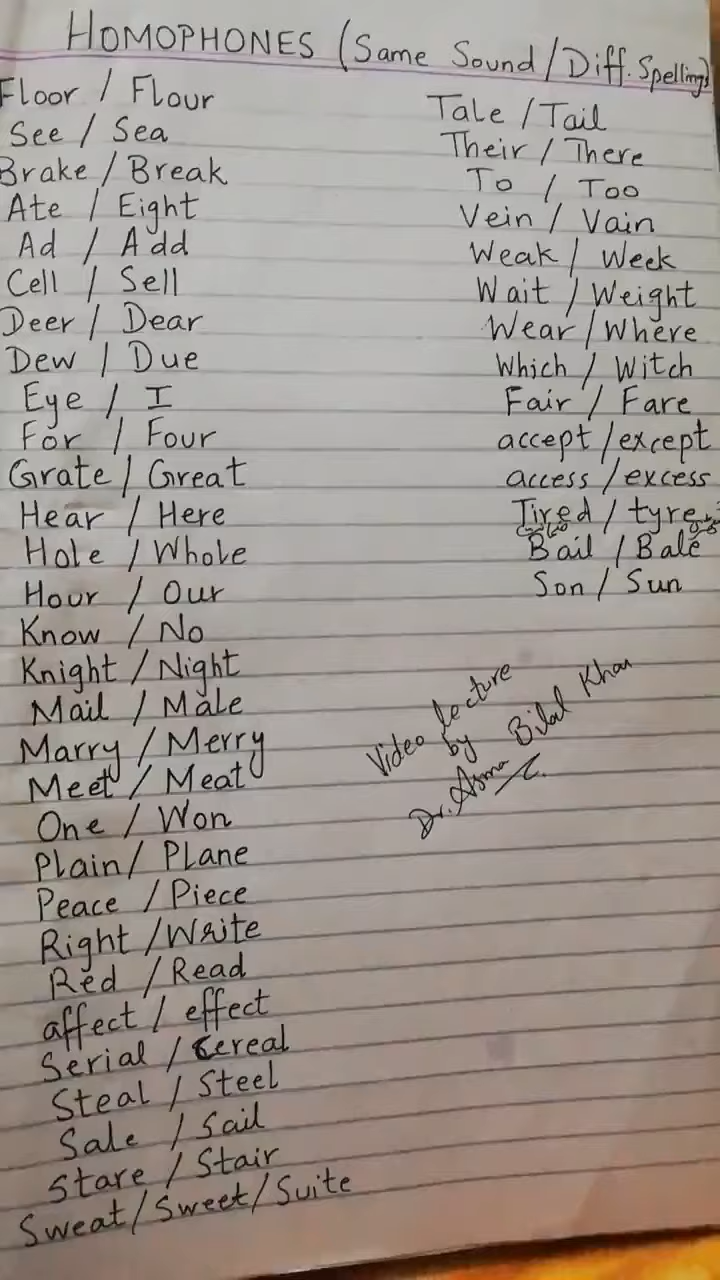 HOMOPHONES (Same Sound/Diff. Spellings)
Floor / Flour
See / Sea
Brake / Break
Ate / Eight
Ad / Add
Cell / Sell
Deer / Dear
Dew / Due
Eye / I
For / Four
Grate / Great
Hear / Here
Hole / Whole
Hour / Our
Know / No
Knight / Night
Mail / Male
Marry / Merry
Meet / Meat
One / Won
Plain / Plane
Peace / Piece
Right / Write
Red / Read
affect / effect
Serial / Cereal
Steal / Steel
Sale / Sail
Stare / Stair
Sweat/Sweet/Suite
Tale / Tail
Their / There
To / Too
Vein / Vain
Weak / Week
Wait / Weight
Wear / Where
Which / Witch
Fair / Fare
accept / except
access / excess
Tired / tyre
Bail / Bale
Son / Sun
Video lecture
by
Dr. Asma Bilal Khan